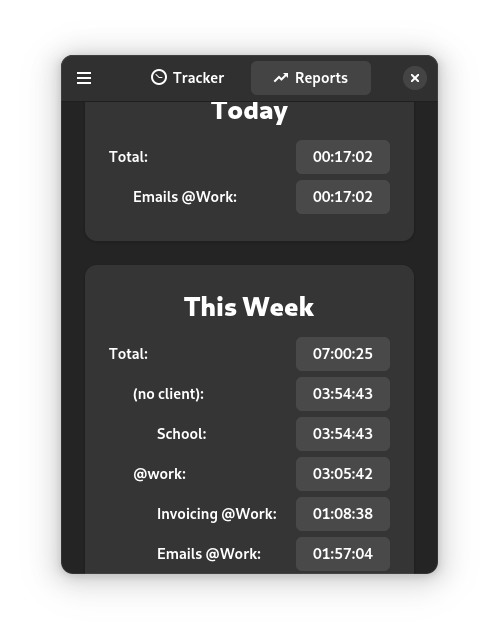 Tracker Reports
Today
Total: 00:17:02
Emails @Work: 00:17:02
This Week
Total: 07:00:25
(no client): 03:54:43
School: 03:54:43
@work: 03:05:42
Invoicing @Work: 01:08:38
Emails @Work: 01:57:04